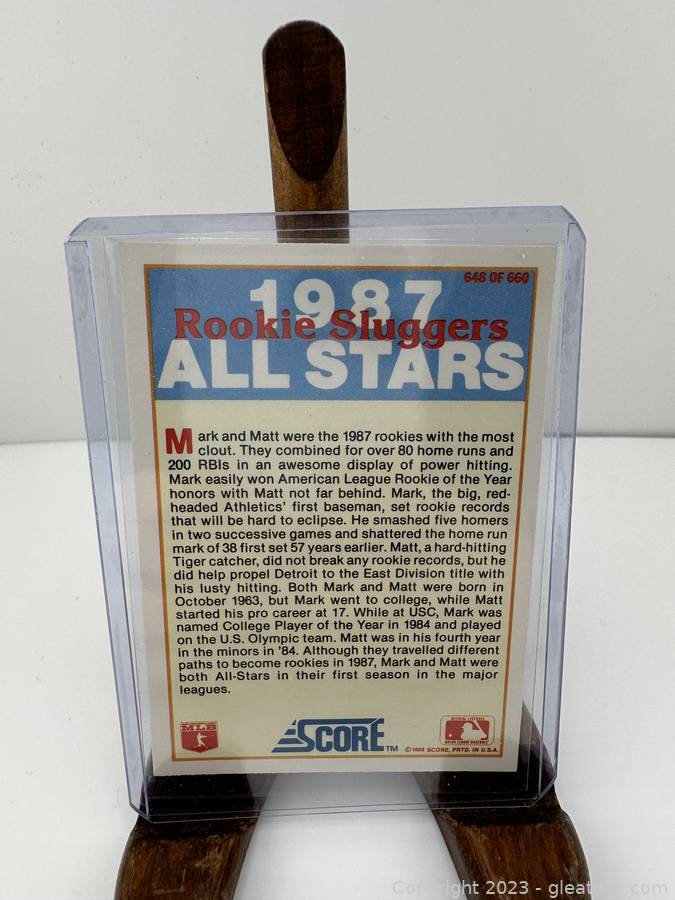 648 OF 660
1987
Rookie Sluggers
ALL STARS
Mark and Matt were the 1987 rookies with the most
clout. They combined for over 80 home runs and
200 RBIs in an awesome display of power hitting.
Mark easily won American League Rookie of the Year
honors with Matt not far behind. Mark, the big, red-
headed Athletics' first baseman, set rookie records
that will be hard to eclipse. He smashed five homers
in two successive games and shattered the home run
mark of 38 first set 57 years earlier. Matt, a hard-hitting
Tiger catcher, did not break any rookie records, but he
did help propel Detroit to the East Division title with
his lusty hitting. Both Mark and Matt were born in
October 1963, but Mark went to college, while Matt
started his pro career at 17. While at USC, Mark was
named College Player of the Year in 1984 and played
on the U.S. Olympic team. Matt was in his fourth year
in the minors in '84. Although they travelled different
paths to become rookies in 1987, Mark and Matt were
both All-Stars in their first season in the major
leagues.
SCORE™
©1988 SCORE, PRTD. IN U.S.A.
Copyright 2023 -